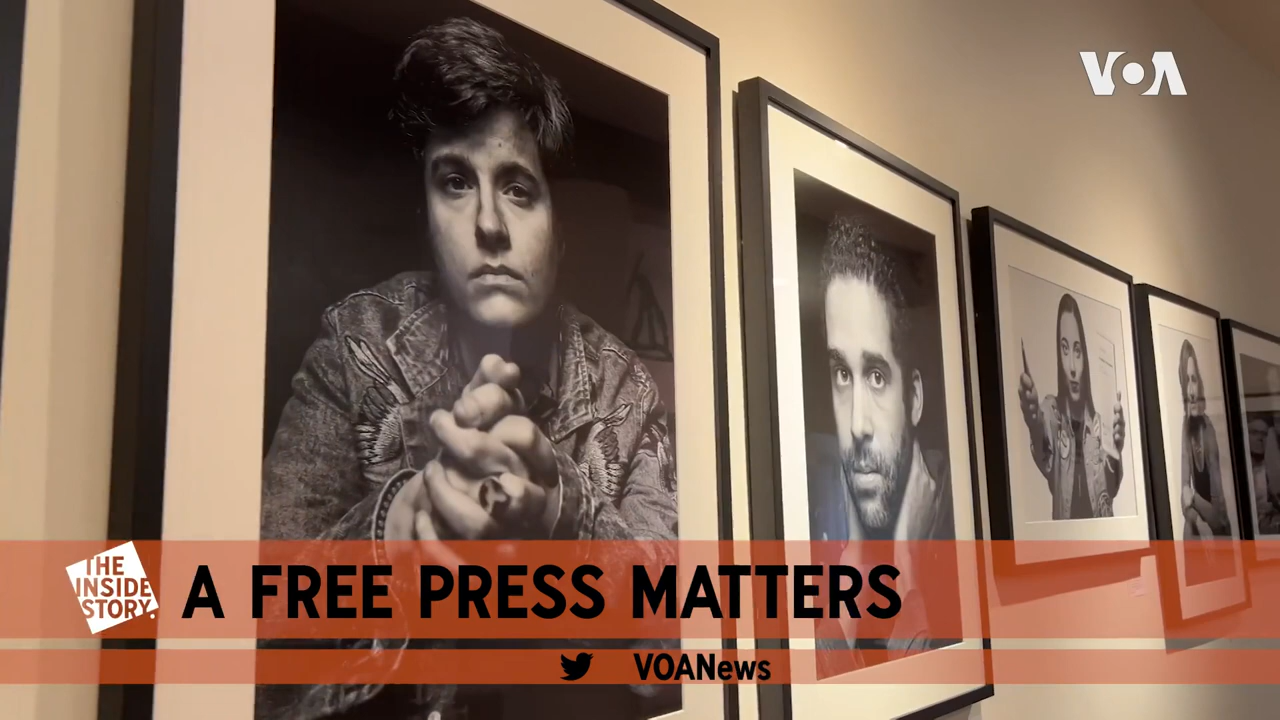 VOA
THE
INSIDE
STORY.
A FREE PRESS MATTERS
VOANews